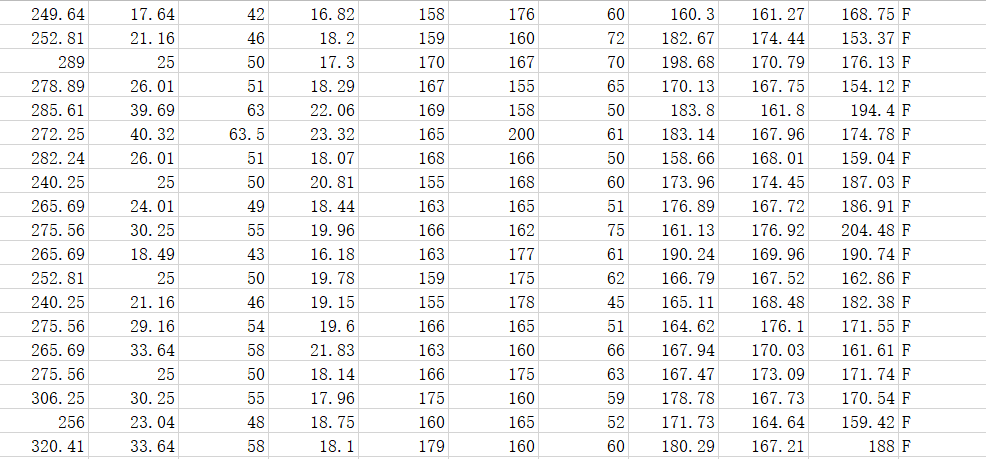 249.64 17.64 42 16.82 158 176 60 160.3 161.27 168.75 F
252.81 21.16 46 18.2 159 160 72 182.67 174.44 153.37 F
289 25 50 17.3 170 167 70 198.68 170.79 176.13 F
278.89 26.01 51 18.29 167 155 65 170.13 167.75 154.12 F
285.61 39.69 63 22.06 169 158 50 183.8 161.8 194.4 F
272.25 40.32 63.5 23.32 165 200 61 183.14 167.96 174.78 F
282.24 26.01 51 18.07 168 166 50 158.66 168.01 159.04 F
240.25 25 50 20.81 155 168 60 173.96 174.45 187.03 F
265.69 24.01 49 18.44 163 165 51 176.89 167.72 186.91 F
275.56 30.25 55 19.96 166 162 75 161.13 176.92 204.48 F
265.69 18.49 43 16.18 163 177 61 190.24 169.96 190.74 F
252.81 25 50 19.78 159 175 62 166.79 167.52 162.86 F
240.25 21.16 46 19.15 155 178 45 165.11 168.48 182.38 F
275.56 29.16 54 19.6 166 165 51 164.62 176.1 171.55 F
265.69 33.64 58 21.83 163 160 66 167.94 170.03 161.61 F
275.56 25 50 18.14 166 175 63 167.47 173.09 171.74 F
306.25 30.25 55 17.96 175 160 59 178.78 167.73 170.54 F
256 23.04 48 18.75 160 165 52 171.73 164.64 159.42 F
320.41 33.64 58 18.1 179 160 60 180.29 167.21 188 F